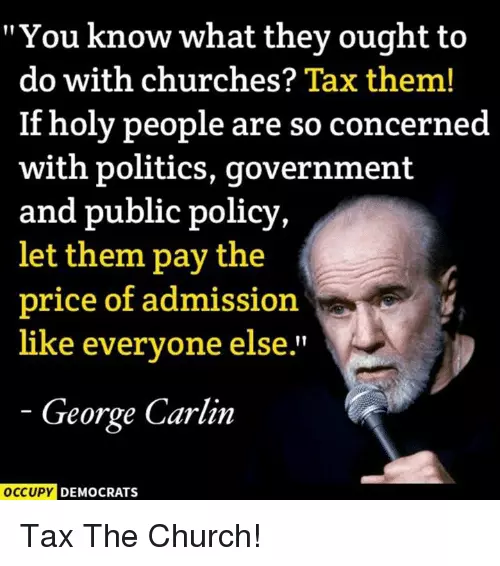 "You know what they ought to
do with churches? Tax them!
If holy people are so concerned
with politics, government
and public policy,
let them pay the
price of admission
like everyone else."
- George Carlin
OCCUPY DEMOCRATS
Tax The Church!